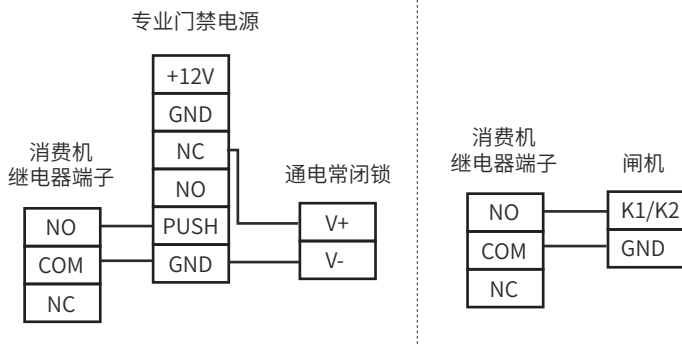 专业门禁电源
+12V
GND
NC
NO
PUSH
GND
消费机
继电器端子
NO
COM
NC
通电常闭锁
V+
V-
消费机
继电器端子
NO
COM
NC
闸机
K1/K2
GND